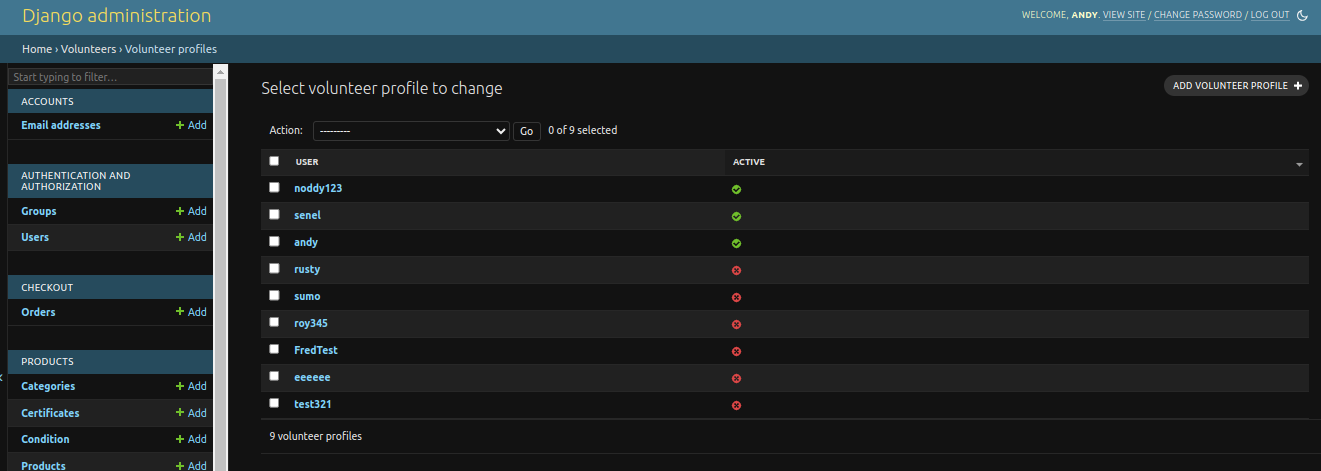 Django administration
WELCOME, ANDY. VIEW SITE / CHANGE PASSWORD / LOG OUT
Home › Volunteers › Volunteer profiles
Start typing to filter...
ACCOUNTS
Email addresses + Add
AUTHENTICATION AND
AUTHORIZATION
Groups + Add
Users + Add
CHECKOUT
Orders + Add
PRODUCTS
Categories + Add
Certificates + Add
Condition + Add
Products + Add
Select volunteer profile to change
ADD VOLUNTEER PROFILE +
Action: --------- Go 0 of 9 selected
USER ACTIVE
noddy123
senel
andy
rusty
sumo
roy345
FredTest
eeeeee
test321
9 volunteer profiles